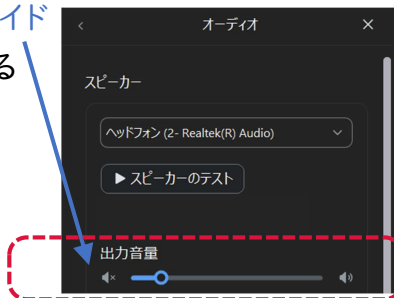 イド
る
オーディオ
スピーカー
ヘッドフォン (2- Realtek(R) Audio)
スピーカーのテスト
出力音量